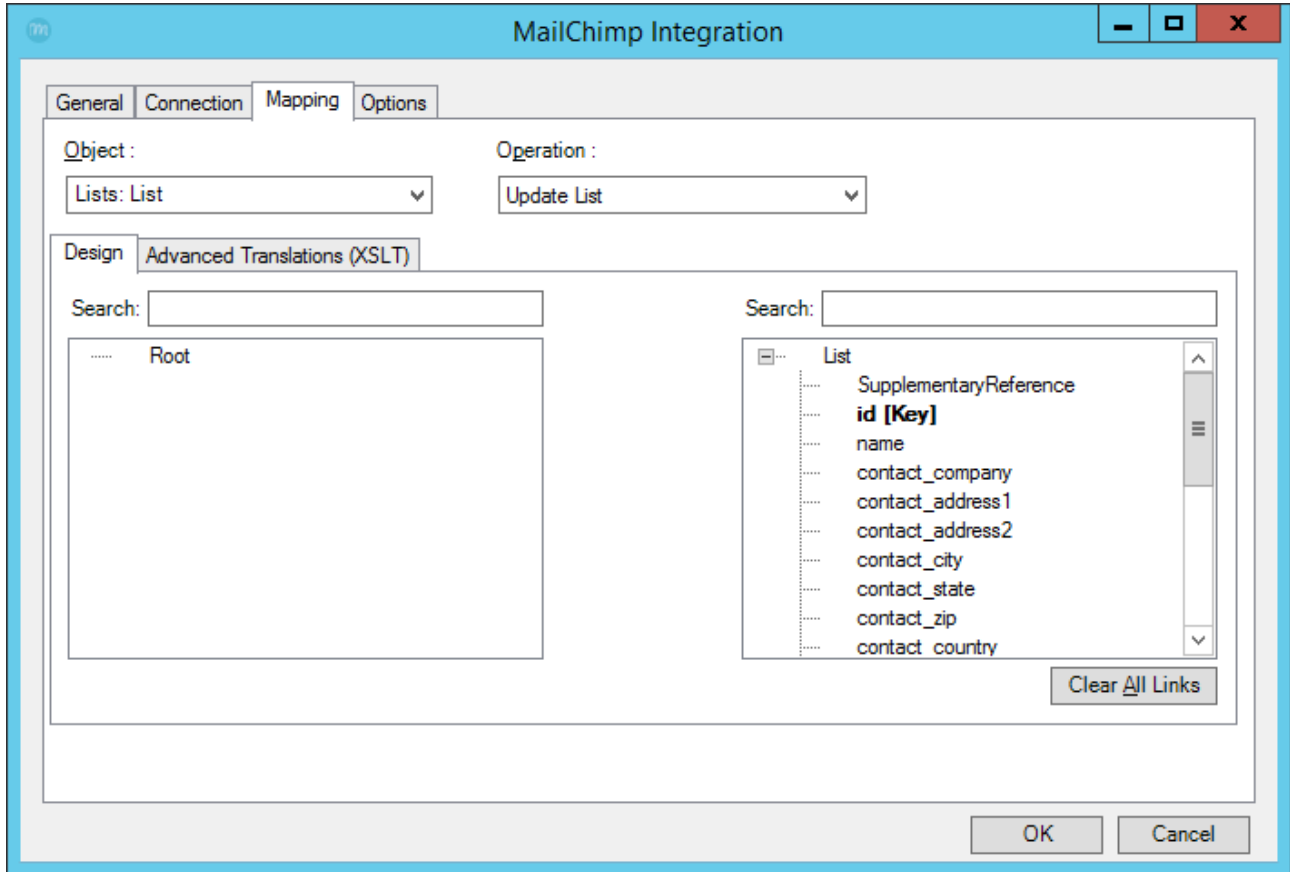 MailChimp Integration
General Connection Mapping Options
Object : Operation :
Lists: List Update List
Design Advanced Translations (XSLT)
Search: Search:
Root List
SupplementaryReference
id [Key]
name
contact_company
contact_address1
contact_address2
contact_city
contact_state
contact_zip
contact_country
Clear All Links
OK Cancel